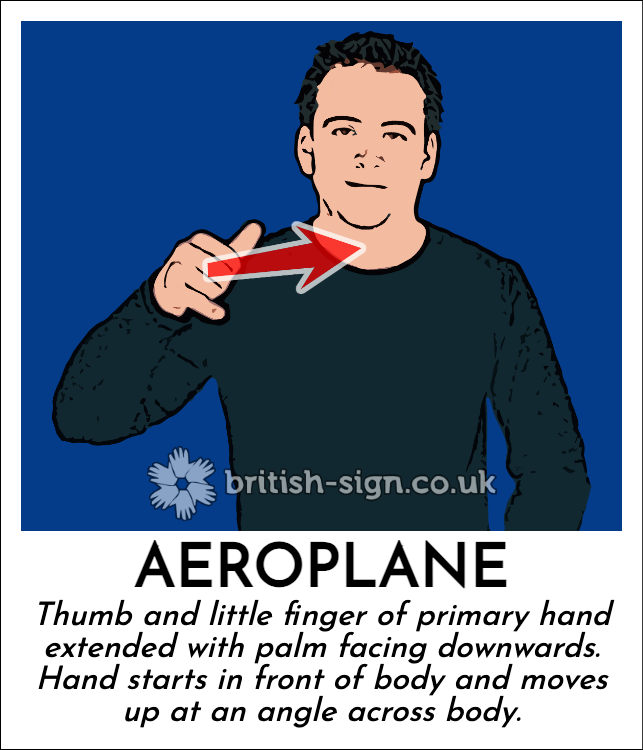 british-sign.co.uk
AEROPLANE
Thumb and little finger of primary hand
extended with palm facing downwards.
Hand starts in front of body and moves
up at an angle across body.